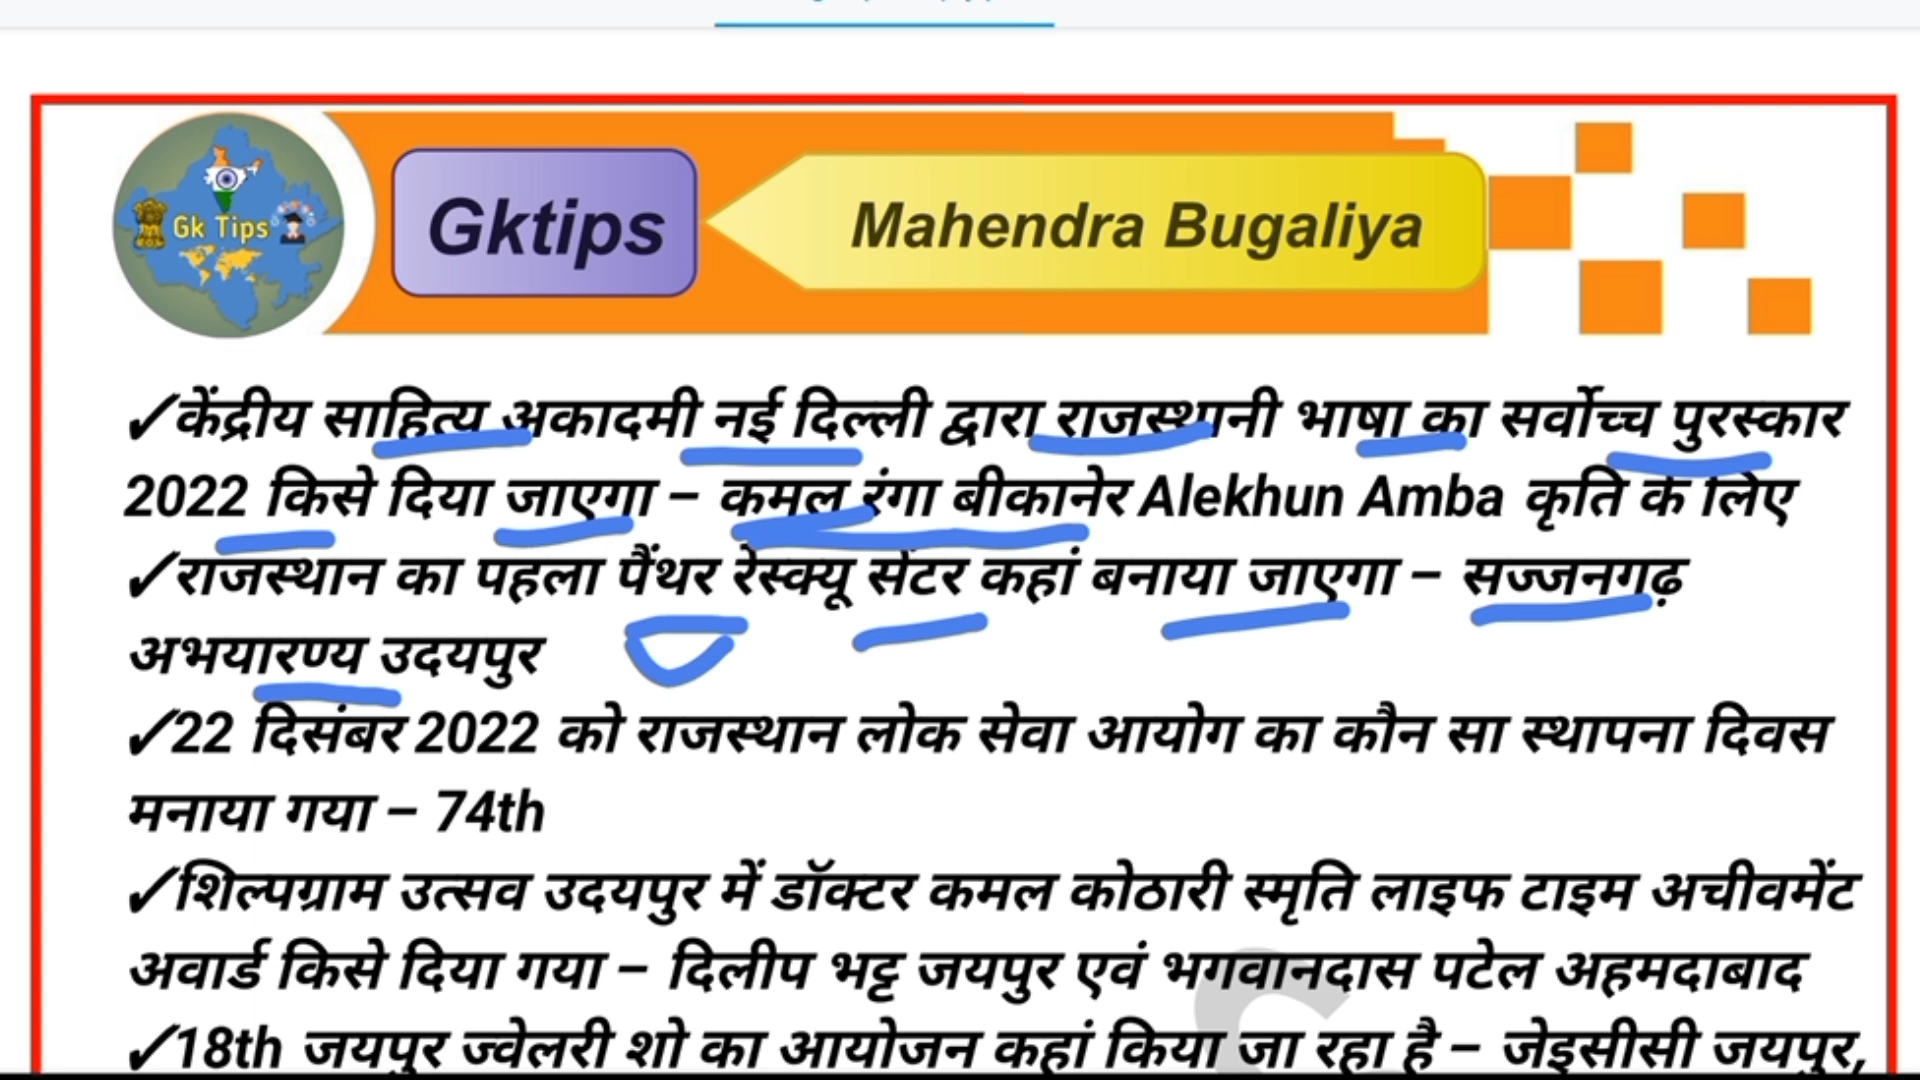 Gk Tips
Gktips
Mahendra Bugaliya
✓केंद्रीय साहित्य अकादमी नई दिल्ली द्वारा राजस्थानी भाषा का सर्वोच्च पुरस्कार
2022 किसे दिया जाएगा – कमल रंगा बीकानेर Alekhun Amba कृति के लिए
✓राजस्थान का पहला पैंथर रेस्क्यू सेंटर कहां बनाया जाएगा – सज्जनगढ़
अभयारण्य उदयपुर
✓22 दिसंबर 2022 को राजस्थान लोक सेवा आयोग का कौन सा स्थापना दिवस
मनाया गया – 74th
✓शिल्पग्राम उत्सव उदयपुर में डॉक्टर कमल कोठारी स्मृति लाइफ टाइम अचीवमेंट
अवार्ड किसे दिया गया – दिलीप भट्ट जयपुर एवं भगवानदास पटेल अहमदाबाद
✓18th जयपुर ज्वेलरी शो का आयोजन कहां किया जा रहा है – जेइसीसी जयपुर,